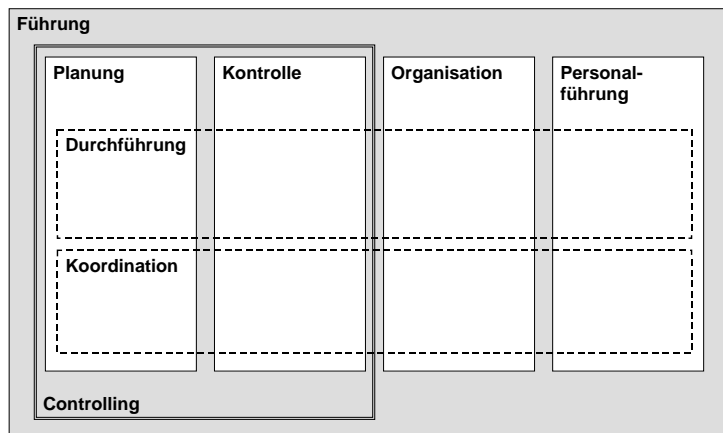 Führung
Planung
Kontrolle
Organisation
Personal-
führung
Durchführung
Koordination
Controlling